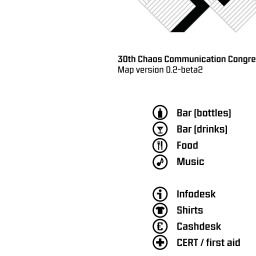 30th Chaos Communication Congre
Map version 0.2-beta2
Bar [bottles]
Bar [drinks]
Food
Music
Infodesk
Shirts
Cashdesk
CERT / first aid